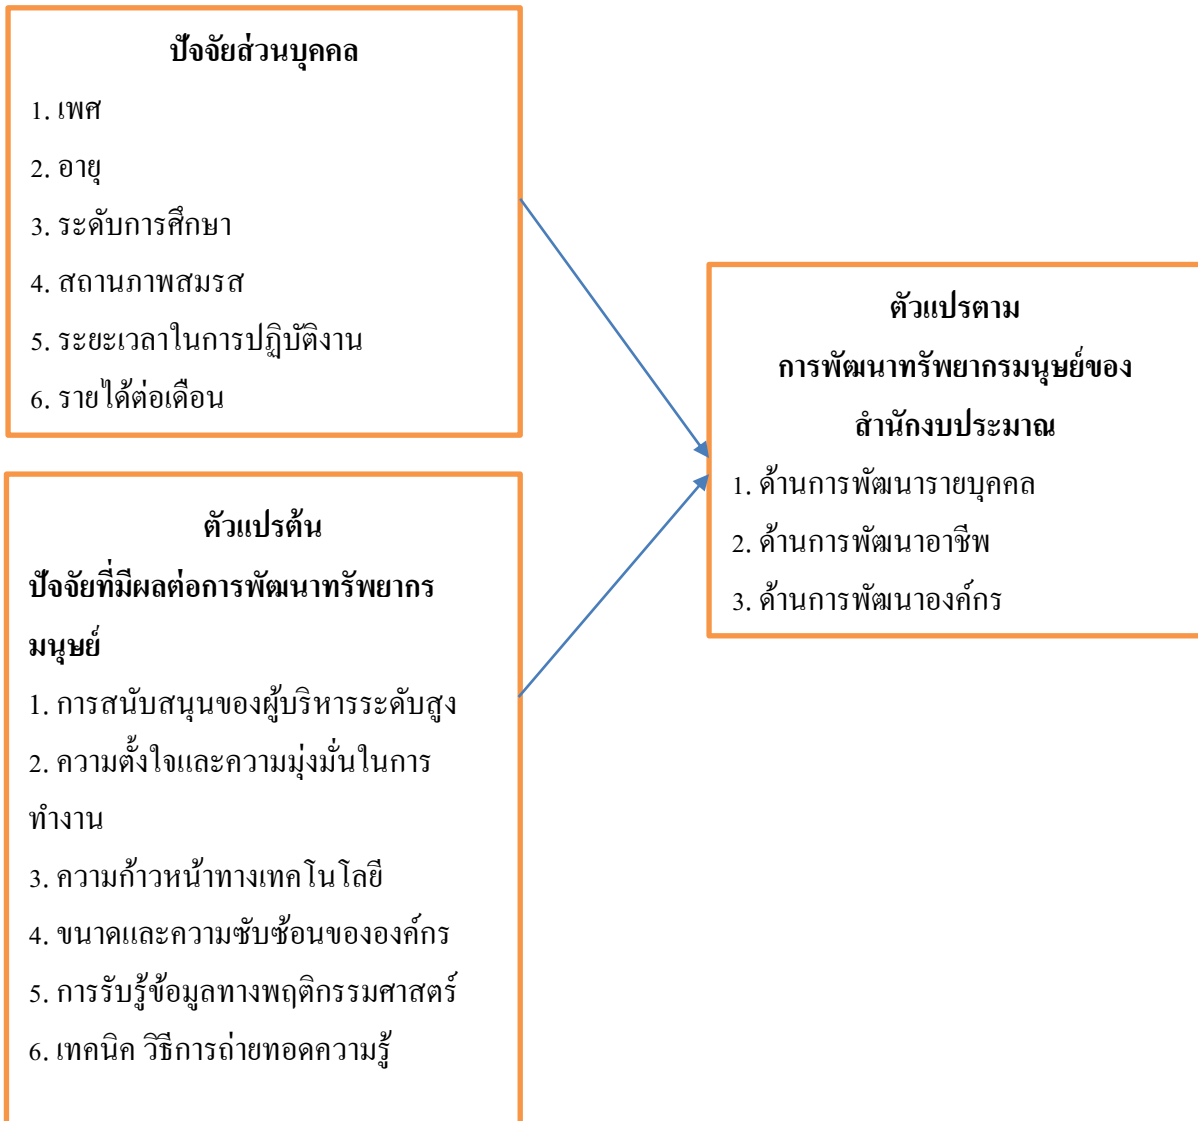 ปัจจัยส่วนบุคคล
1. เพศ
2. อายุ
3. ระดับการศึกษา
4. สถานภาพสมรส
5. ระยะเวลาในการปฏิบัติงาน
6. รายได้ต่อเดือน
ตัวแปรต้น
ปัจจัยที่มีผลต่อการพัฒนาทรัพยากร
มนุษย์
1. การสนับสนุนของผู้บริหารระดับสูง
2. ความตั้งใจและความมุ่งมั่นในการ
ทำงาน
3. ความก้าวหน้าทางเทคโนโลยี
4. ขนาดและความซับซ้อนขององค์กร
5. การรับรู้ข้อมูลทางพฤติกรรมศาสตร์
6. เทคนิค วิธีการถ่ายทอดความรู้
ตัวแปรตาม
การพัฒนาทรัพยากรมนุษย์ของ
สำนักงบประมาณ
1. ด้านการพัฒนารายบุคคล
2. ด้านการพัฒนาอาชีพ
3. ด้านการพัฒนาองค์กร